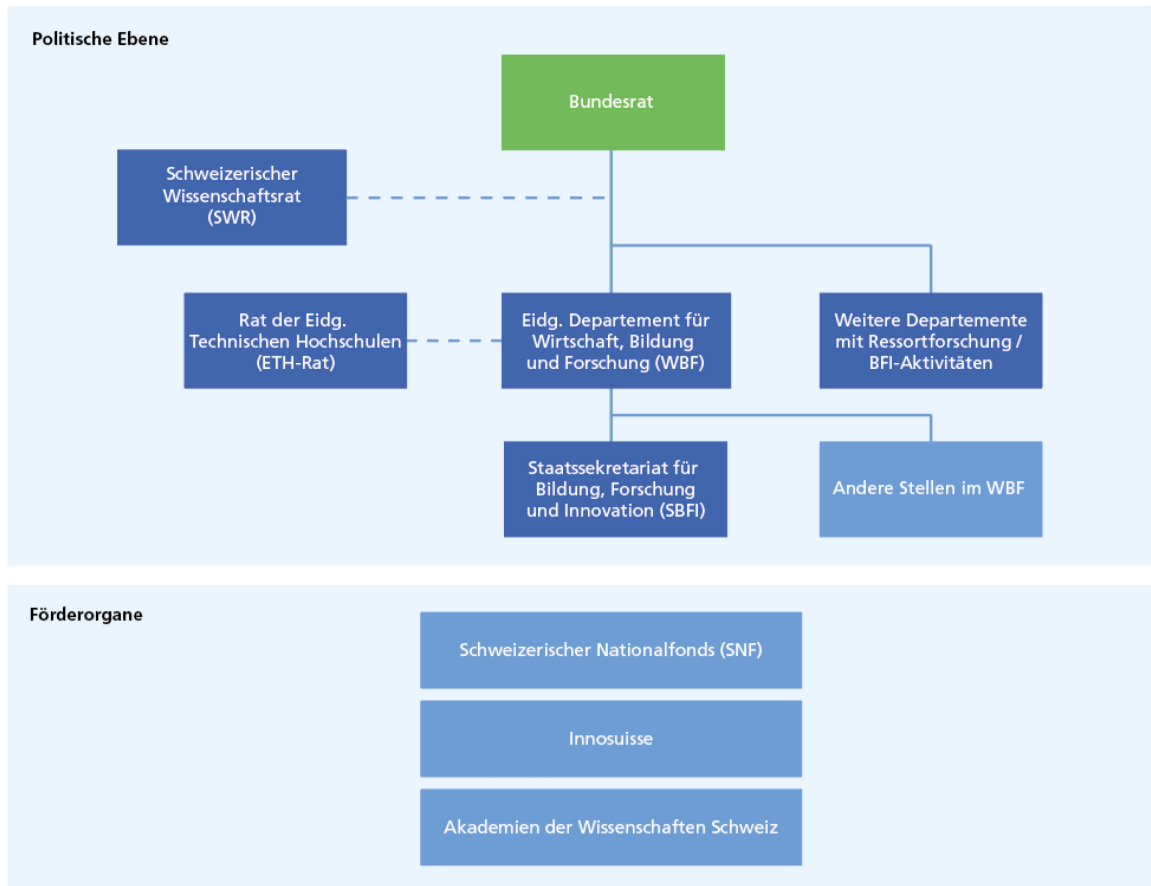 Politische Ebene
Bundesrat
Schweizerischer
Wissenschaftsrat
(SWR)
Rat der Eidg.
Technischen Hochschulen
(ETH-Rat)
Eidg. Departement für
Wirtschaft, Bildung
und Forschung (WBF)
Weitere Departemente
mit Ressortforschung /
BFI-Aktivitäten
Staatssekretariat für
Bildung, Forschung
und Innovation (SBFI)
Andere Stellen im WBF
Förderorgane
Schweizerischer Nationalfonds (SNF)
Innosuisse
Akademien der Wissenschaften Schweiz